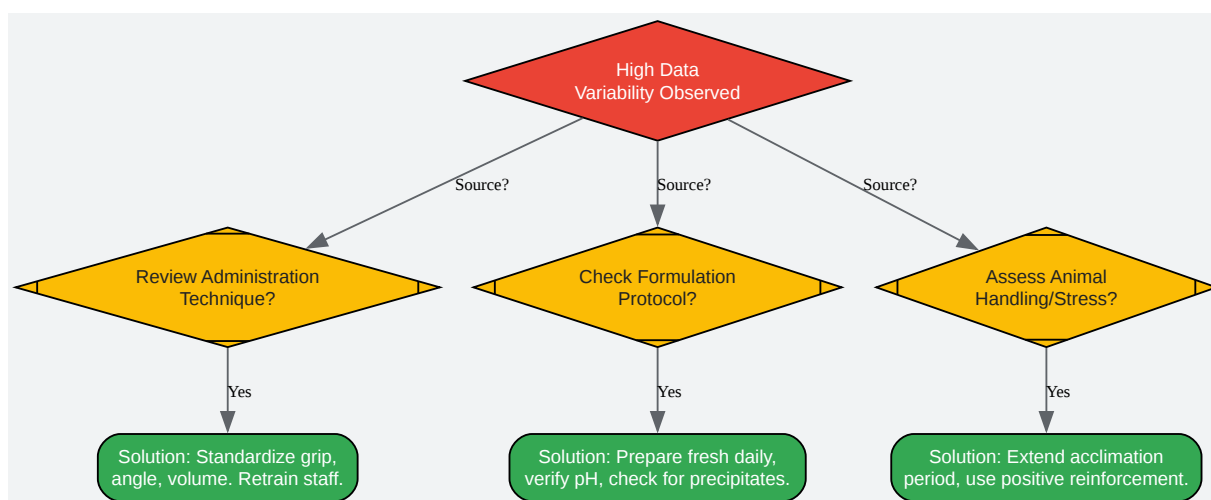 High Data
Variability Observed
Source?
Source?
Source?
Review Administration
Technique?
Check Formulation
Protocol?
Assess Animal
Handling/Stress?
Yes
Yes
Yes
Solution: Standardize grip,
angle, volume. Retrain staff.
Solution: Prepare fresh daily,
verify pH, check for precipitates.
Solution: Extend acclimation
period, use positive reinforcement.